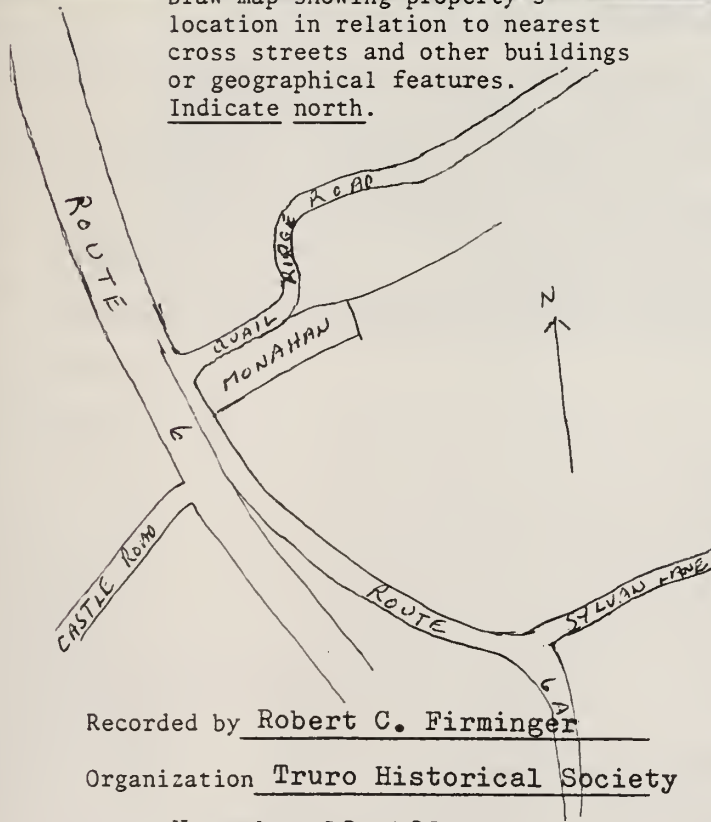 location in relation to nearest
cross streets and other buildings
or geographical features.
Indicate north.
ROUTE
6
QUAIL RIDGE ROAD
MONAHAN
N
CASTLE ROAD
ROUTE
6A
SYLVAN LANE
Recorded by Robert C. Firminger
Organization Truro Historical Society